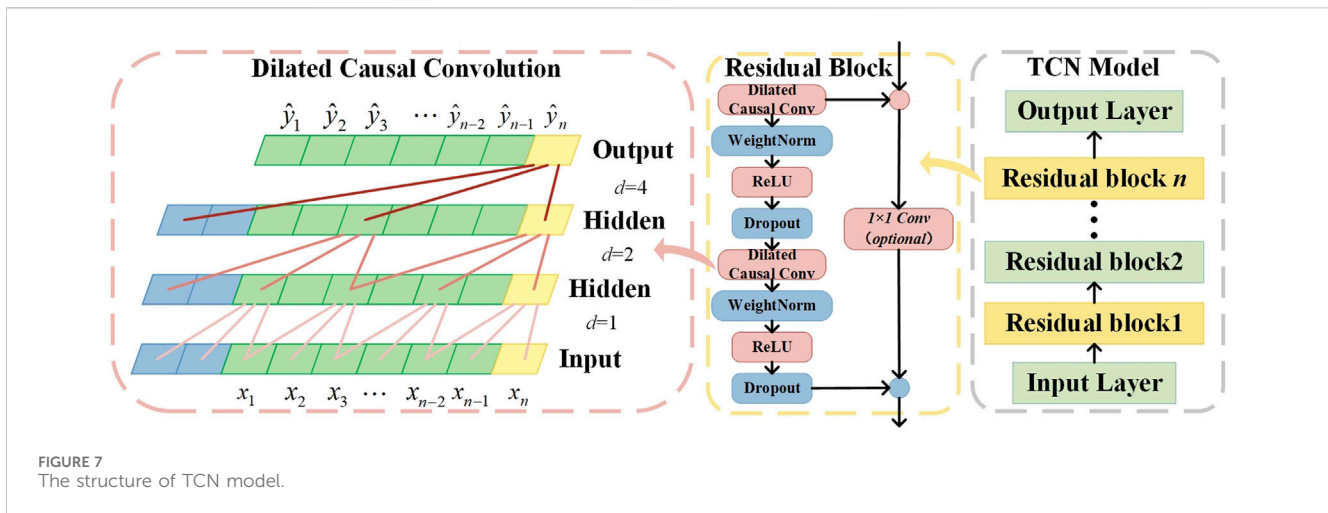 Dilated Causal Convolution
ŷ₁ ŷ₂ ŷ₃ ⋯ ŷₙ₋₂ ŷₙ₋₁ ŷₙ
Output
d=4
Hidden
d=2
Hidden
d=1
Input
x₁ x₂ x₃ ⋯ xₙ₋₂ xₙ₋₁ xₙ
Residual Block
Dilated
Causal Conv
WeightNorm
ReLU
Dropout
Dilated
Causal Conv
WeightNorm
ReLU
Dropout
1×1 Conv
(optional)
TCN Model
Output Layer
Residual block n
Residual block2
Residual block1
Input Layer
FIGURE 7
The structure of TCN model.